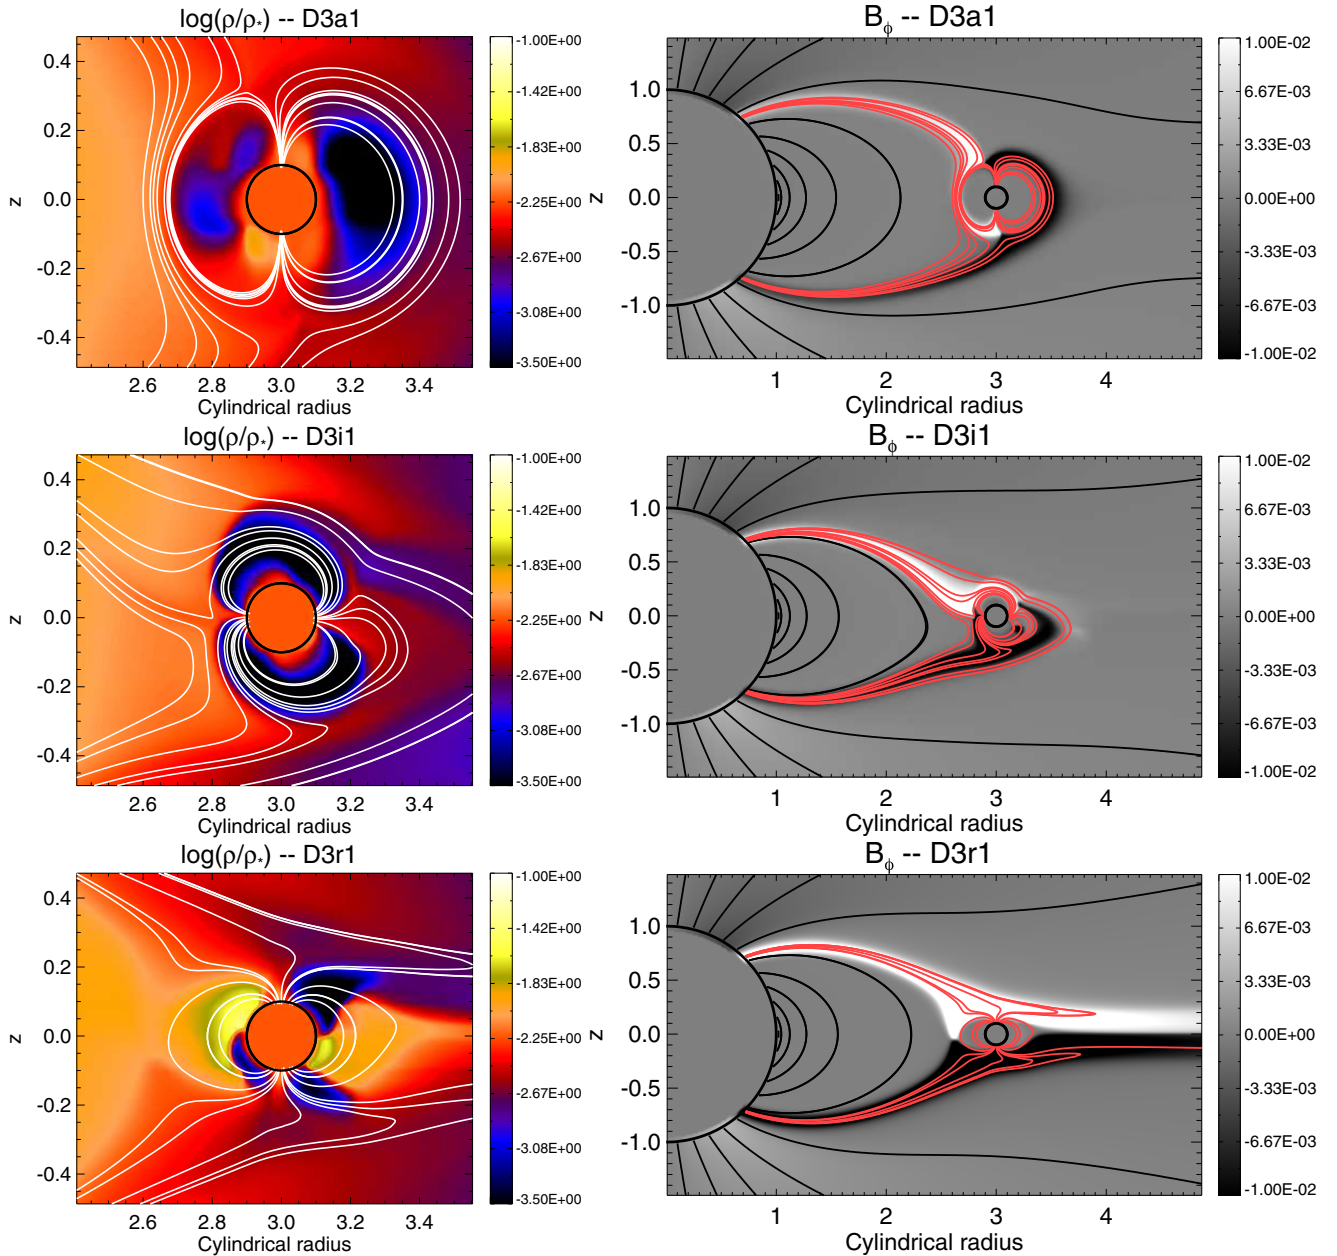 log(ρ/ρ*) -- D3a1
0.4
0.2
0.0
-0.2
-0.4
z
2.6 2.8 3.0 3.2 3.4
Cylindrical radius
-1.00E+00
-1.42E+00
-1.83E+00
-2.25E+00
-2.67E+00
-3.08E+00
-3.50E+00
Bϕ -- D3a1
1.0
0.5
0.0
-0.5
-1.0
z
1 2 3 4
Cylindrical radius
1.00E-02
6.67E-03
3.33E-03
0.00E+00
-3.33E-03
-6.67E-03
-1.00E-02
log(ρ/ρ*) -- D3i1
0.4
0.2
0.0
-0.2
-0.4
z
2.6 2.8 3.0 3.2 3.4
Cylindrical radius
-1.00E+00
-1.42E+00
-1.83E+00
-2.25E+00
-2.67E+00
-3.08E+00
-3.50E+00
Bϕ -- D3i1
1.0
0.5
0.0
-0.5
-1.0
z
1 2 3 4
Cylindrical radius
1.00E-02
6.67E-03
3.33E-03
0.00E+00
-3.33E-03
-6.67E-03
-1.00E-02
log(ρ/ρ*) -- D3r1
0.4
0.2
0.0
-0.2
-0.4
z
2.6 2.8 3.0 3.2 3.4
Cylindrical radius
-1.00E+00
-1.42E+00
-1.83E+00
-2.25E+00
-2.67E+00
-3.08E+00
-3.50E+00
Bϕ -- D3r1
1.0
0.5
0.0
-0.5
-1.0
z
1 2 3 4
Cylindrical radius
1.00E-02
6.67E-03
3.33E-03
0.00E+00
-3.33E-03
-6.67E-03
-1.00E-02